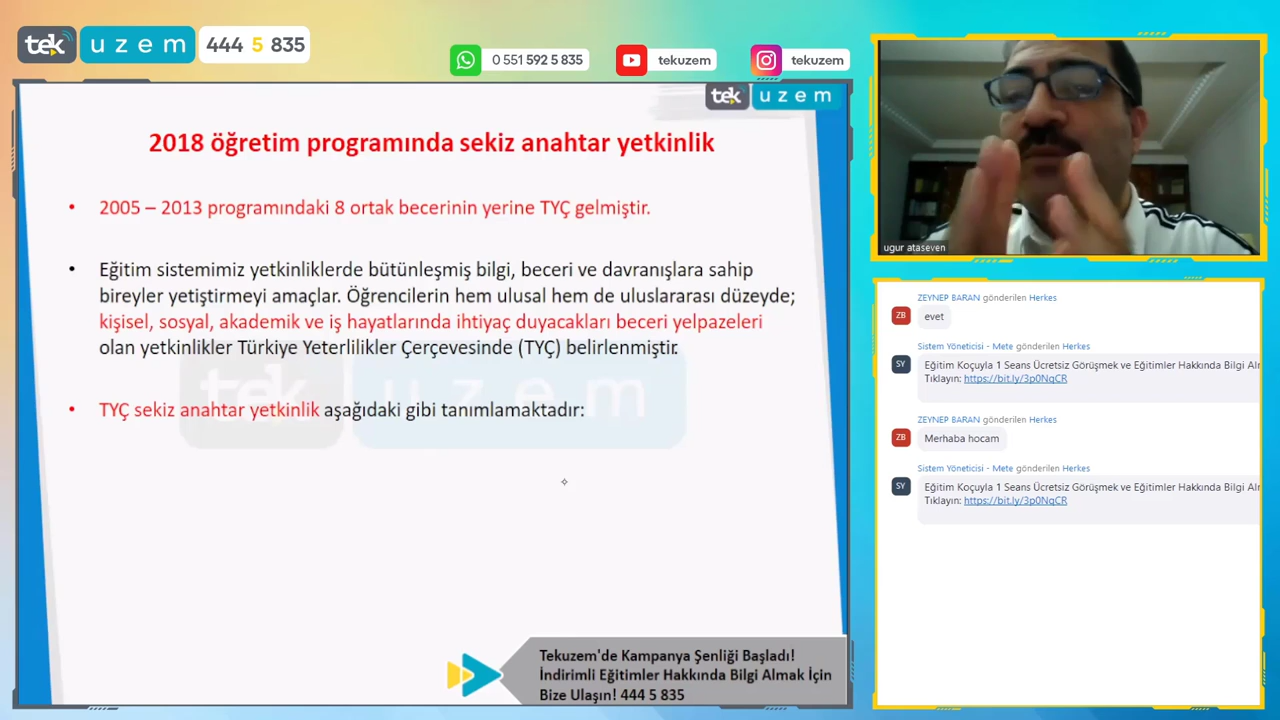 tek uzem 444 5 835
0 551 592 5 835
tekuzem
tekuzem
tek uzem
2018 öğretim programında sekiz anahtar yetkinlik
• 2005 – 2013 programındaki 8 ortak becerinin yerine TYÇ gelmiştir.
• Eğitim sistemimiz yetkinliklerde bütünleşmiş bilgi, beceri ve davranışlara sahip
bireyler yetiştirmeyi amaçlar. Öğrencilerin hem ulusal hem de uluslararası düzeyde;
kişisel, sosyal, akademik ve iş hayatlarında ihtiyaç duyacakları beceri yelpazeleri
olan yetkinlikler Türkiye Yeterlilikler Çerçevesinde (TYÇ) belirlenmiştir.
tek uzem
• TYÇ sekiz anahtar yetkinlik aşağıdaki gibi tanımlamaktadır:
Tekuzem'de Kampanya Şenliği Başladı!
İndirimli Eğitimler Hakkında Bilgi Almak İçin
Bize Ulaşın! 444 5 835
ugur ataseven
ZEYNEP BARAN gönderilen Herkes
ZB evet
Sistem Yöneticisi - Mete gönderilen Herkes
SY Eğitim Koçuyla 1 Seans Ücretsiz Görüşmek ve Eğitimler Hakkında Bilgi
Tıklayın: https://bit.ly/3p0NqCR
ZEYNEP BARAN gönderilen Herkes
ZB Merhaba hocam
Sistem Yöneticisi - Mete gönderilen Herkes
SY Eğitim Koçuyla 1 Seans Ücretsiz Görüşmek ve Eğitimler Hakkında Bilgi
Tıklayın: https://bit.ly/3p0NqCR